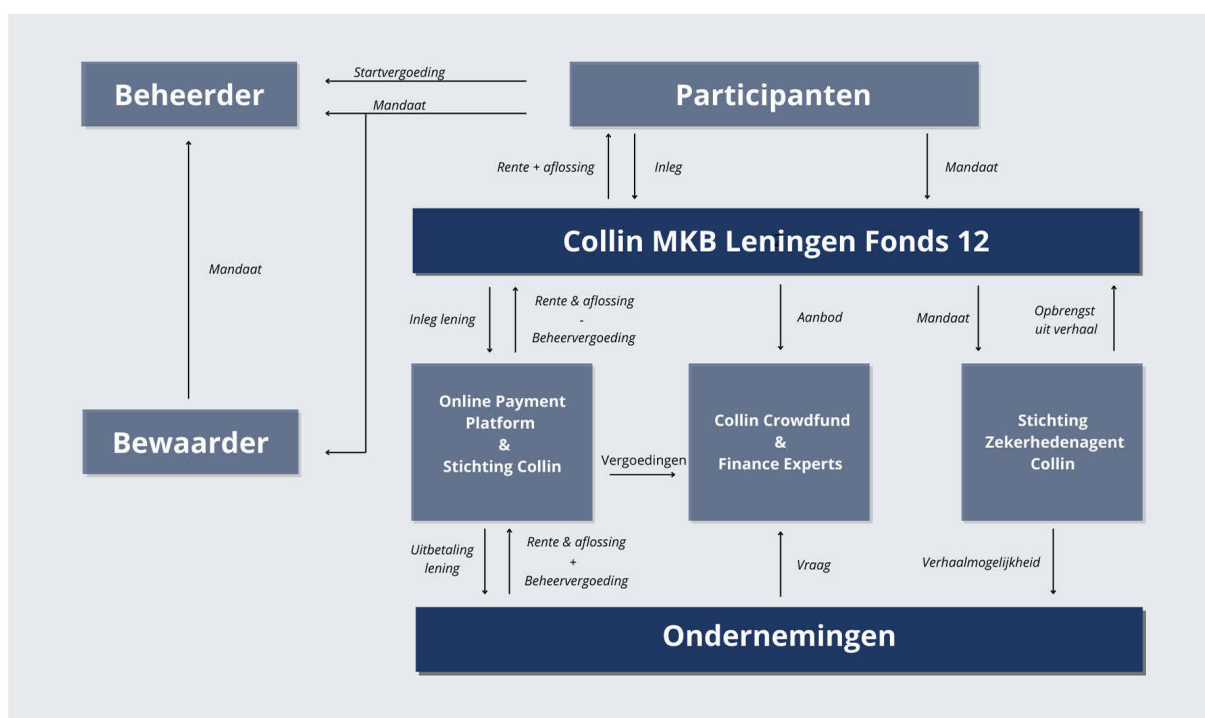 Beheerder
Startvergoeding
Mandaat
Participanten
Rente + aflossing
Inleg
Mandaat
Collin MKB Leningen Fonds 12
Mandaat
Inleg lening
Rente & aflossing
-
Beheervergoeding
Aanbod
Mandaat
Opbrengst
uit verhaal
Bewaarder
Online Payment
Platform
&
Stichting Collin
Vergoedingen
Collin Crowdfund
&
Finance Experts
Stichting
Zekerhedenagent
Collin
Uitbetaling
lening
Rente & aflossing
+
Beheervergoeding
Vraag
Verhaalmogelijkheid
Ondernemingen